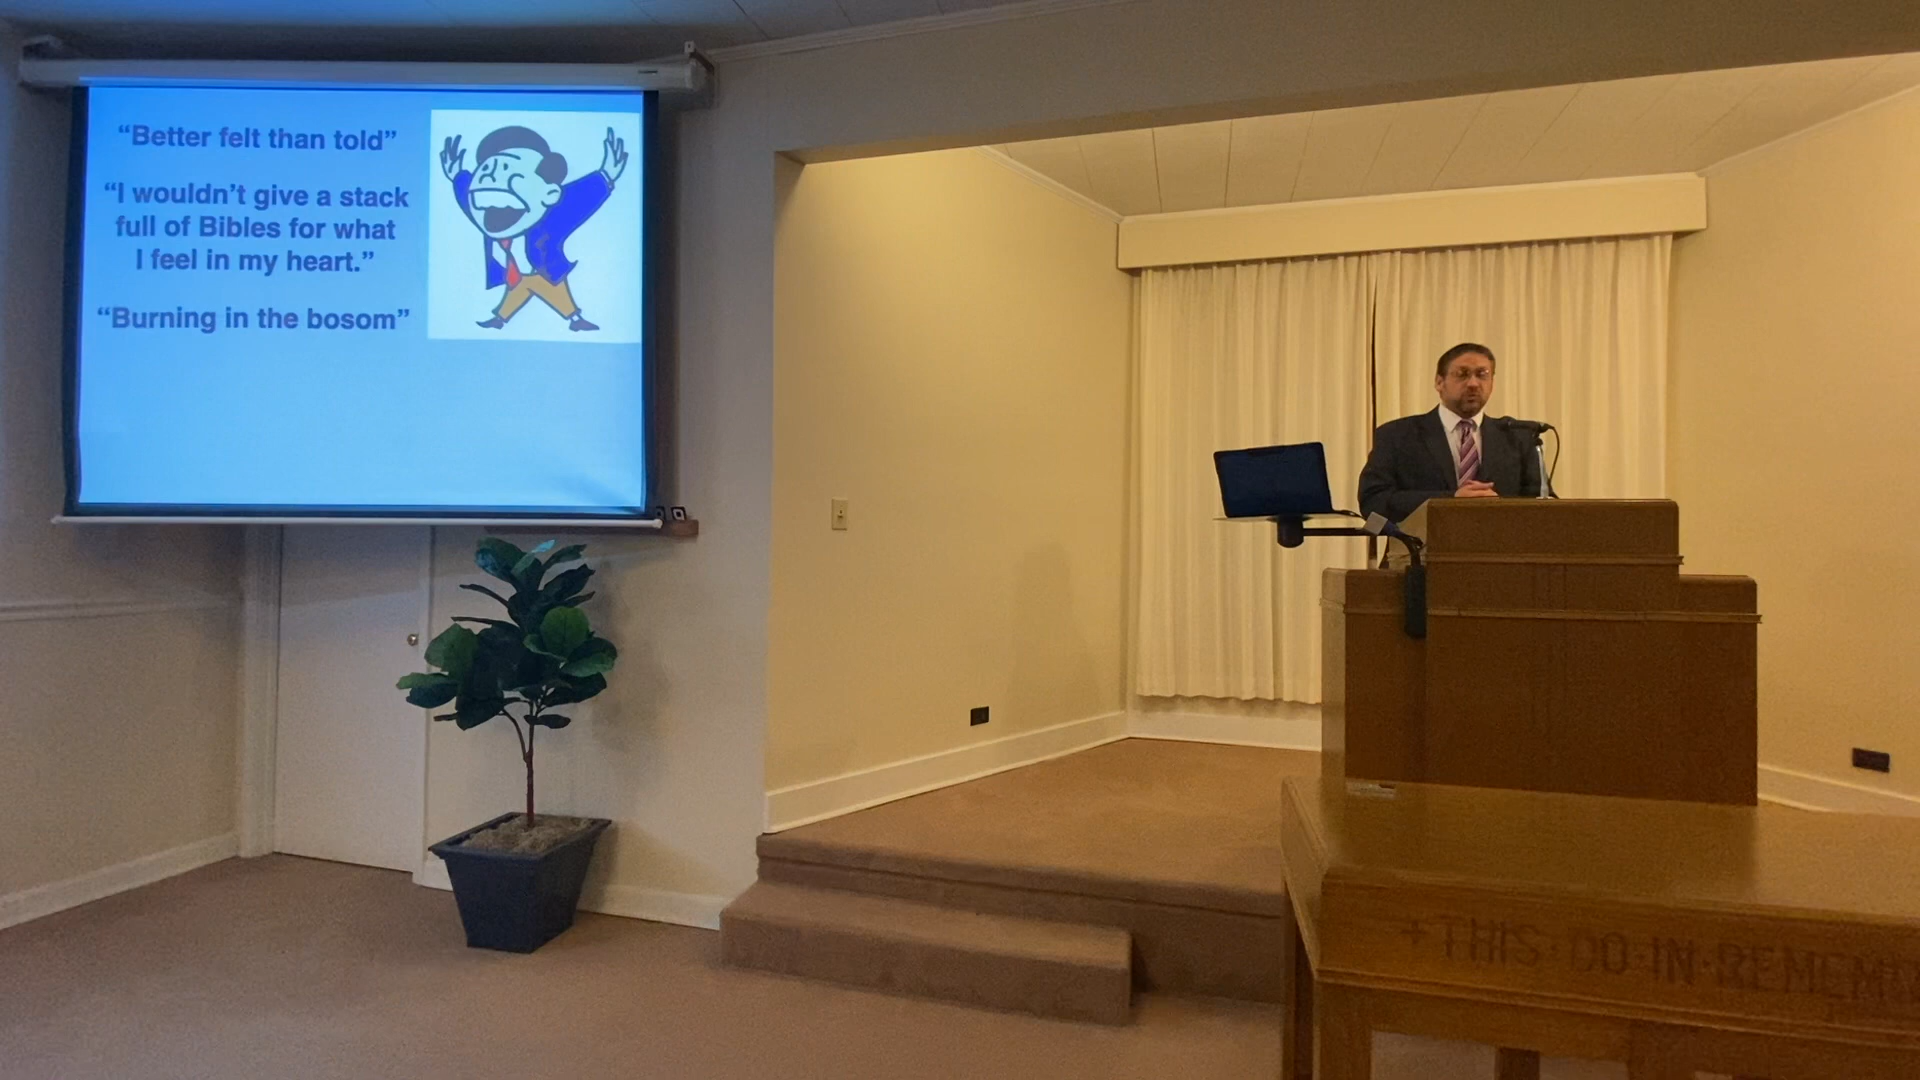 “Better felt than told”
“I wouldn’t give a stack
full of Bibles for what
I feel in my heart.”
“Burning in the bosom”
+THIS·DO·IN·REMEM